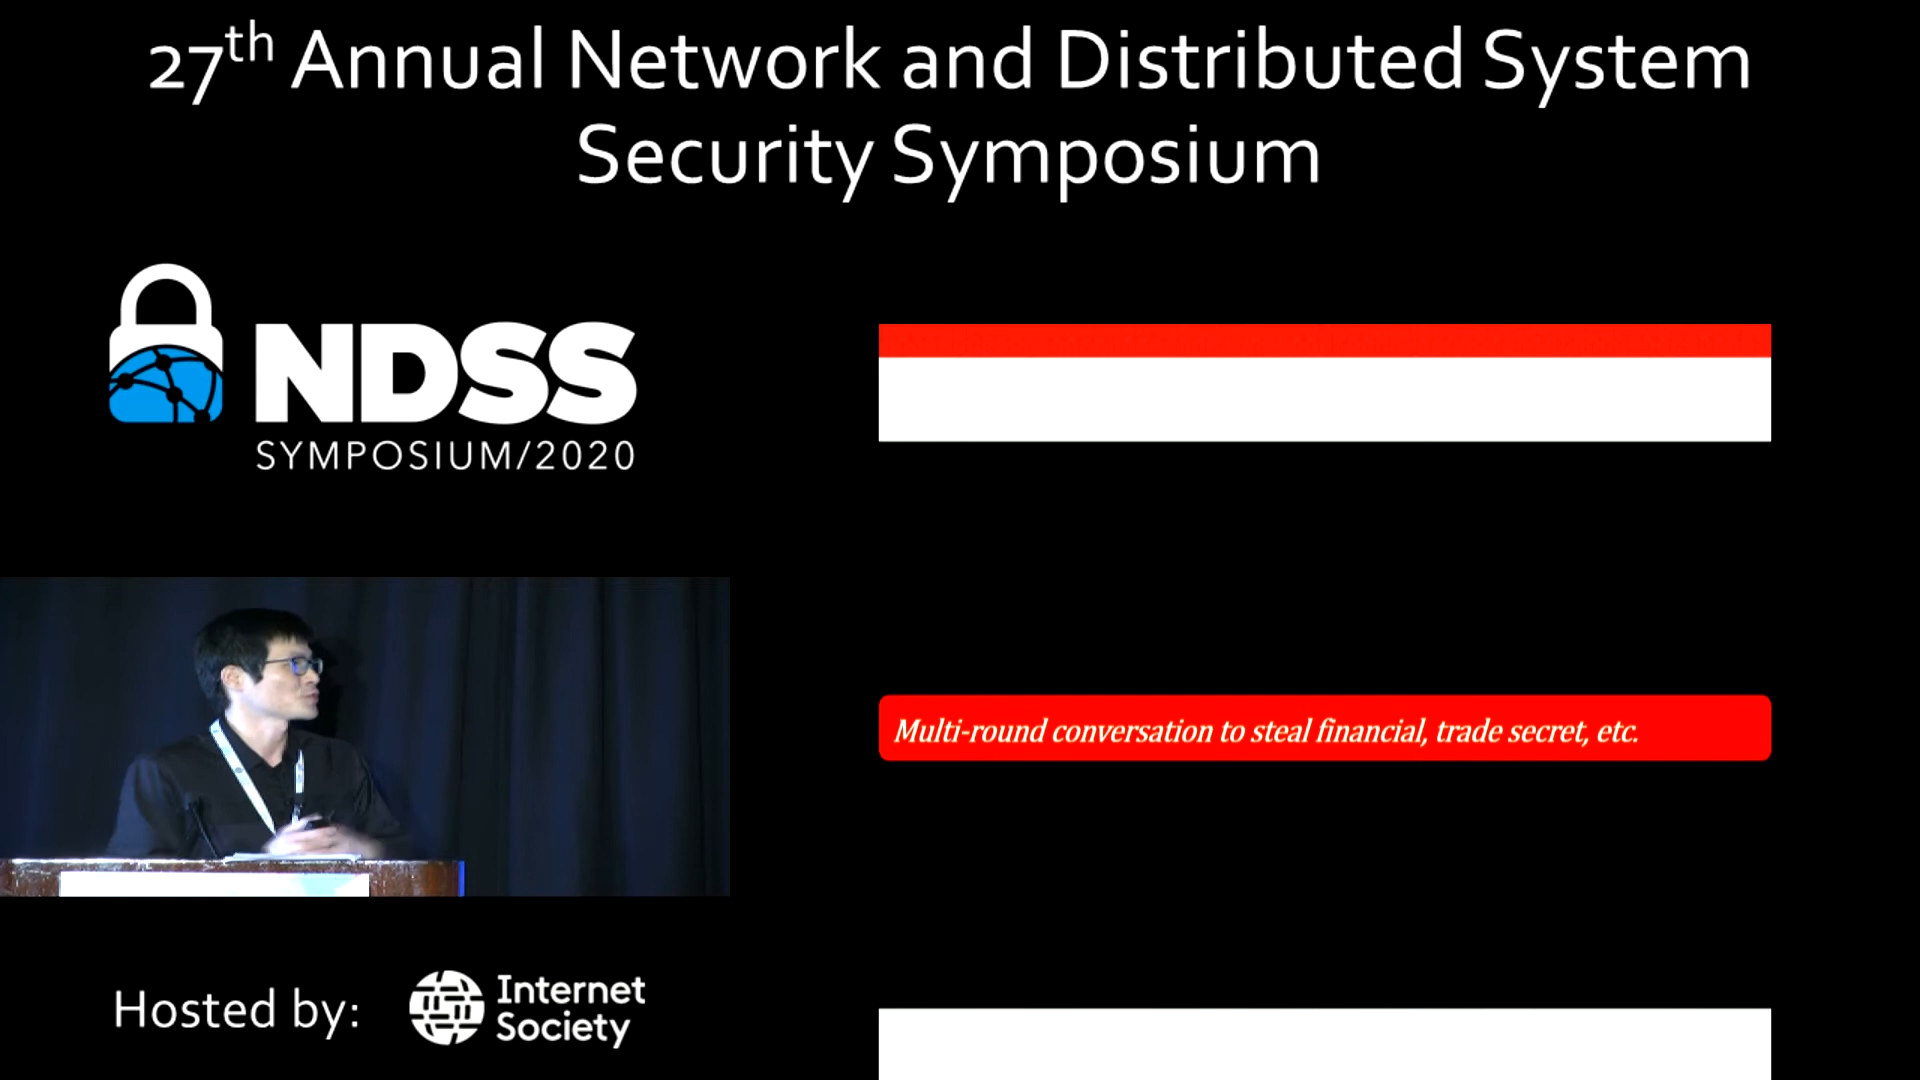 27th Annual Network and Distributed System
Security Symposium
NDSS
SYMPOSIUM/2020
Multi-round conversation to steal financial, trade secret, etc.
Hosted by:
Internet
Society